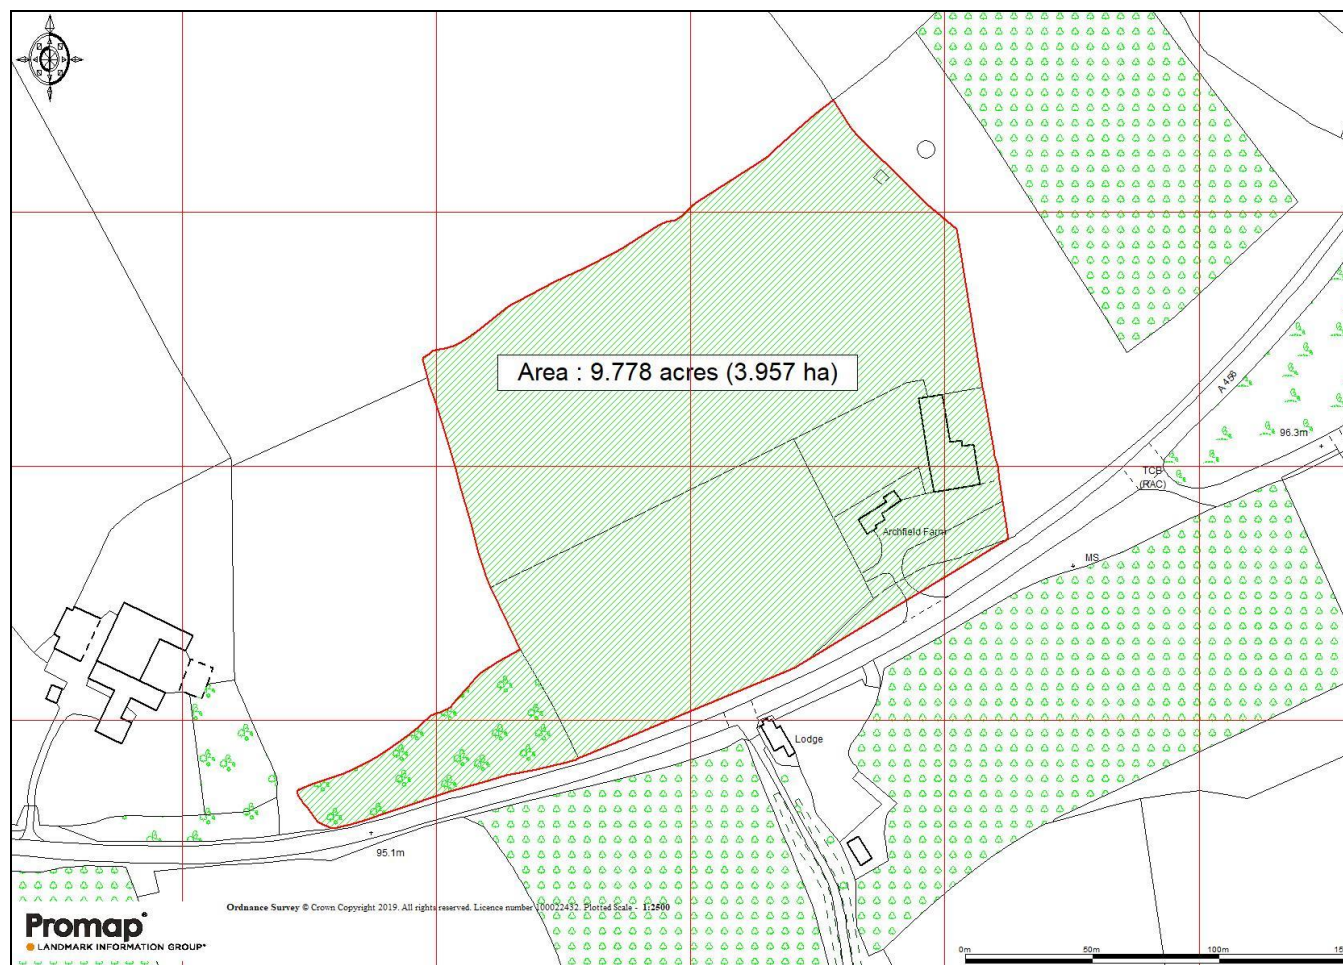 Area : 9.778 acres (3.957 ha)
A 456
96.3m
TCB
(RAC)
Archfield Farm
MS
Lodge
95.1m
Ordnance Survey © Crown Copyright 2019. All rights reserved. Licence number 100022432. Plotted Scale - 1:2500
Promap®
LANDMARK INFORMATION GROUP®
0m 50m 100m